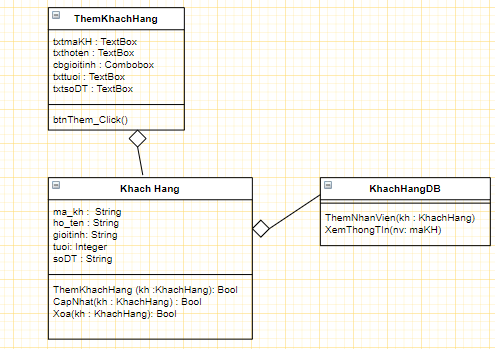 ThemKhachHang
txtmaKH : TextBox
txthoten : TextBox
cbgioitinh : Combobox
txttuoi : TextBox
txtsoDT : TextBox
btnThem_Click()
Khach Hang
ma_kh : String
ho_ten: String
gioitinh: String
tuoi: Integer
soDT : String
ThemKhachHang (kh :KhachHang): Bool
CapNhat(kh : KhachHang) : Bool
Xoa(kh : KhachHang): Bool
KhachHangDB
ThemNhanVien(kh : KhachHang)
XemThongTIn(nv: maKH)